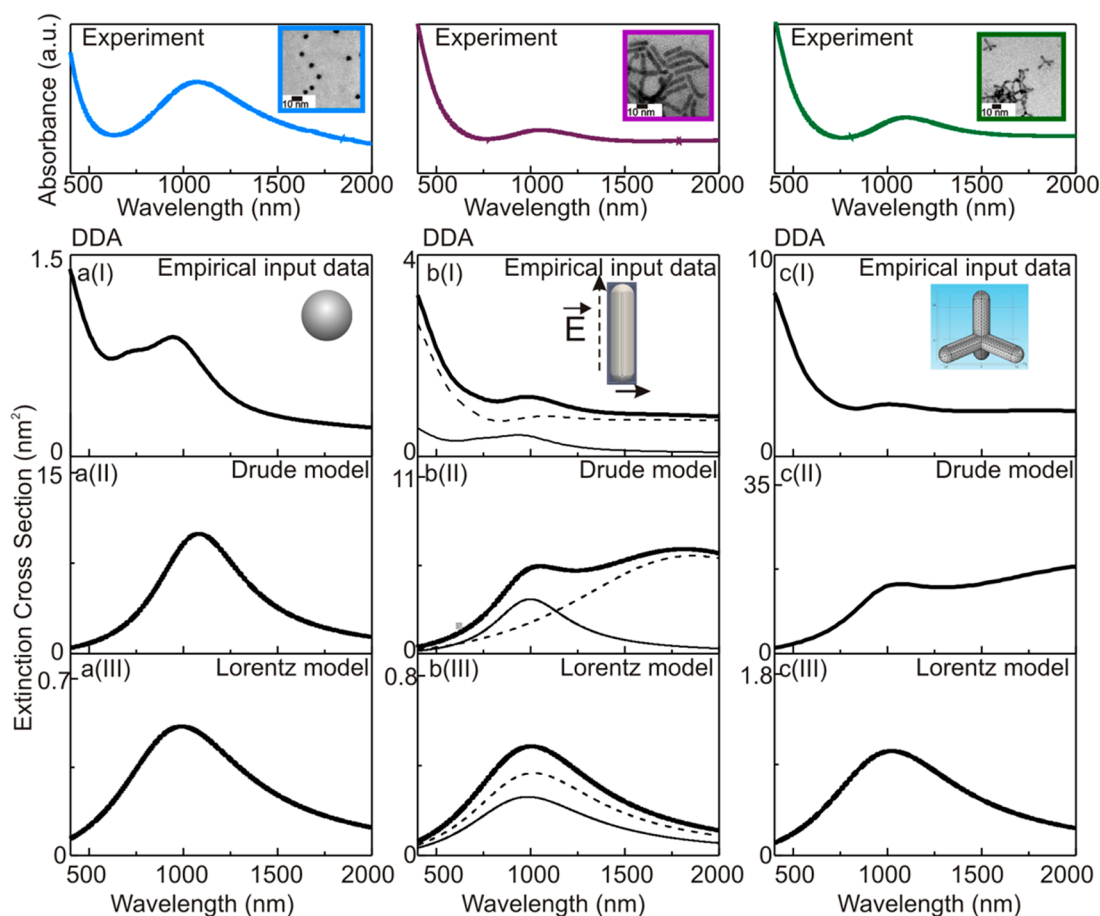 Absorbance (a.u.)
Experiment
10 nm
500 1000 1500 2000
Wavelength (nm)
Experiment
10 nm
500 1000 1500 2000
Wavelength (nm)
Experiment
10 nm
500 1000 1500 2000
Wavelength (nm)
Extinction Cross Section (nm²)
DDA
1.5
a(I)
Empirical input data
0
DDA
4
b(I)
Empirical input data
E
0
DDA
10
c(I)
Empirical input data
0
15
a(II)
Drude model
0
11
b(II)
Drude model
0
35
c(II)
Drude model
0
0.7
a(III)
Lorentz model
0
500 1000 1500 2000
Wavelength (nm)
0.8
b(III)
Lorentz model
0
500 1000 1500 2000
Wavelength (nm)
1.8
c(III)
Lorentz model
0
500 1000 1500 2000
Wavelength (nm)